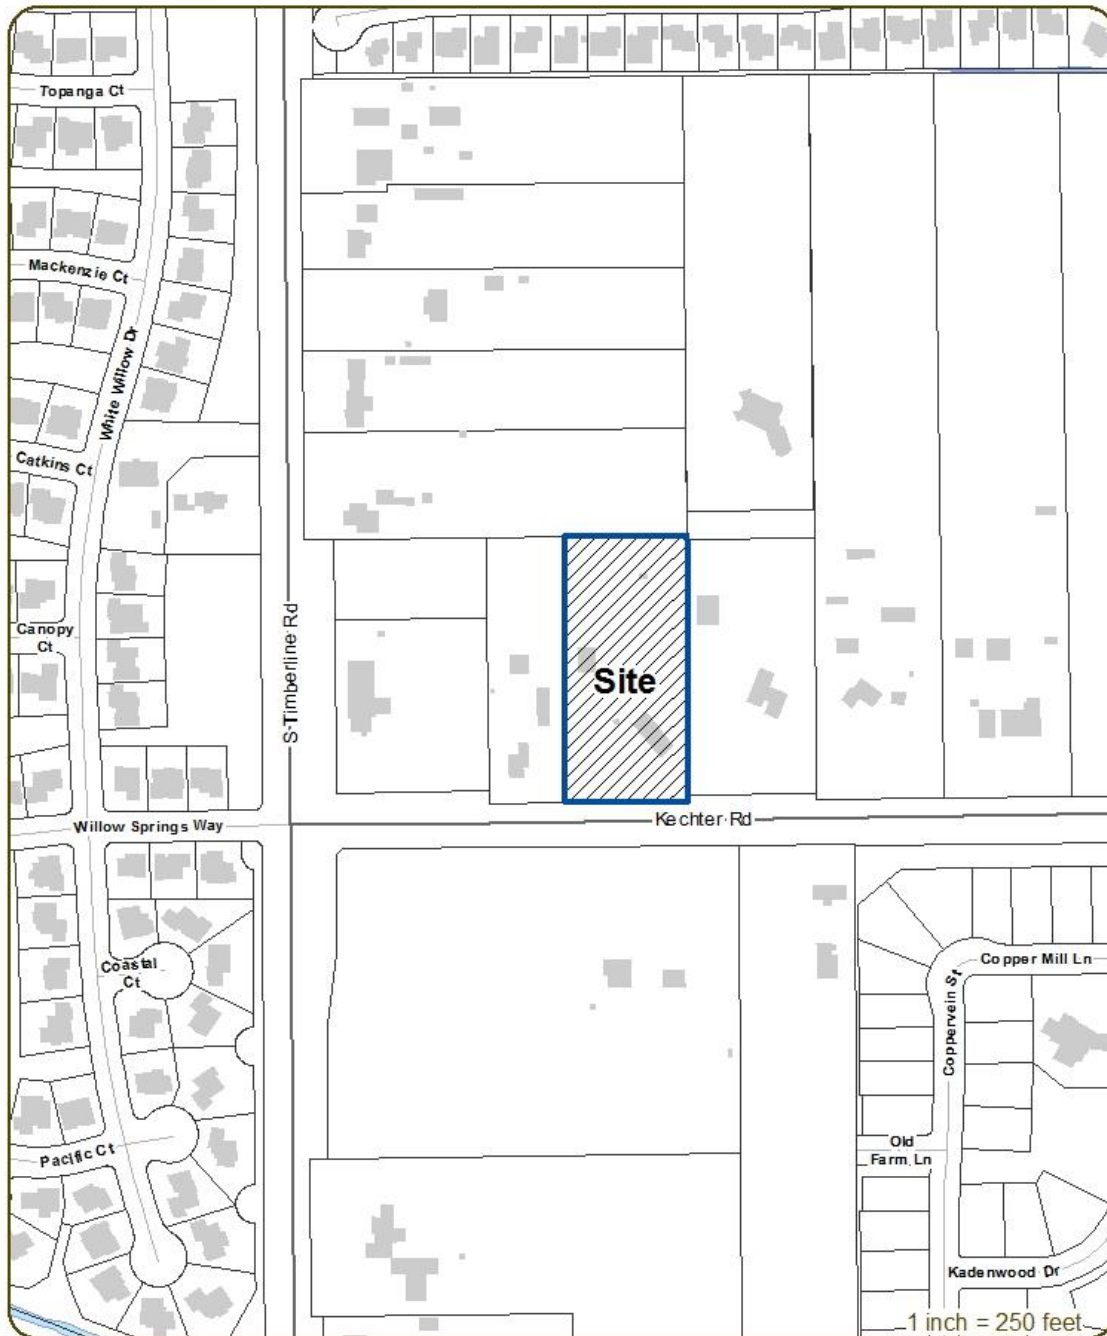 Topanga Ct
Mackenzie Ct
White Willow Dr
Catkins Ct
Canopy
Ct
S Timberline Rd
Site
Kechter Rd
Willow Springs Way
Coastal
Ct
Copper Mill Ln
Coppervein St
Old
Farm Ln
Pacific Ct
Kadenwood Dr
1 inch = 250 feet